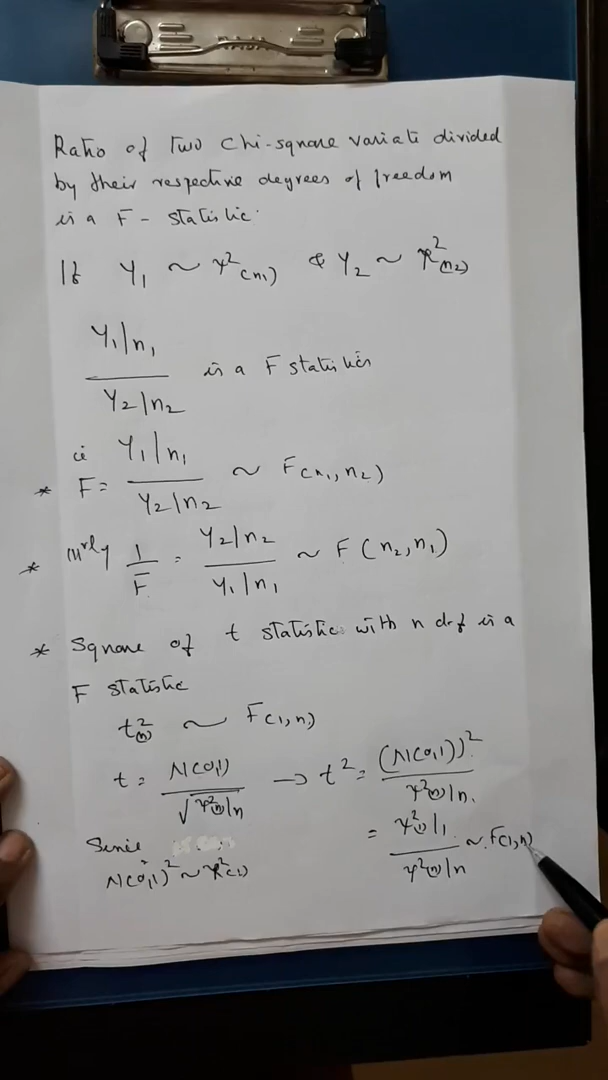 Ratio of two chi-square variate divided
by their respective degrees of freedom
is a F-statistic.
If Y₁ ~ χ²(n₁) & Y₂ ~ χ²(n₂)
Y₁/n₁ / Y₂/n₂ is a F statistics
ie
* F = Y₁/n₁ / Y₂/n₂ ~ F(n₁, n₂)
* |||ʳˡy 1/F = Y₂/n₂ / Y₁/n₁ ~ F(n₂, n₁)
* Square of t statistic with n d.f is a
F statistic
t²(n) ~ F(1, n)
t = N(0,1) / √χ²(n)/n → t² = (N(0,1))² / χ²(n)/n.
= χ²(1)/1 / χ²(n)/n ~ F(1, n)
Since
N(0,1)² ~ χ²(1)